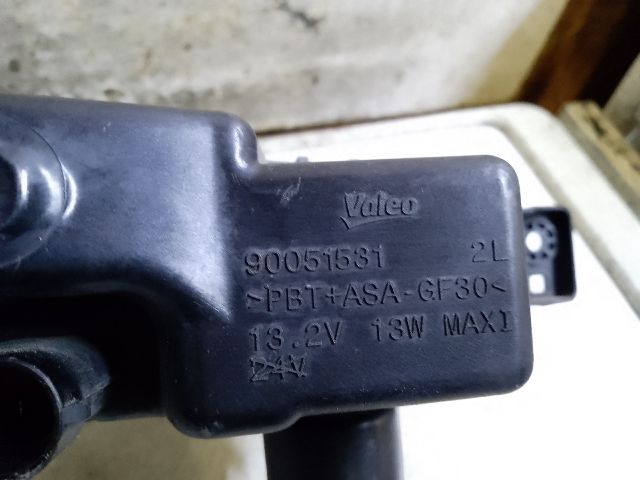 Valeo
90051531 2L
>PBT+ASA-GF30<
13.2V 13W MAXI
24V